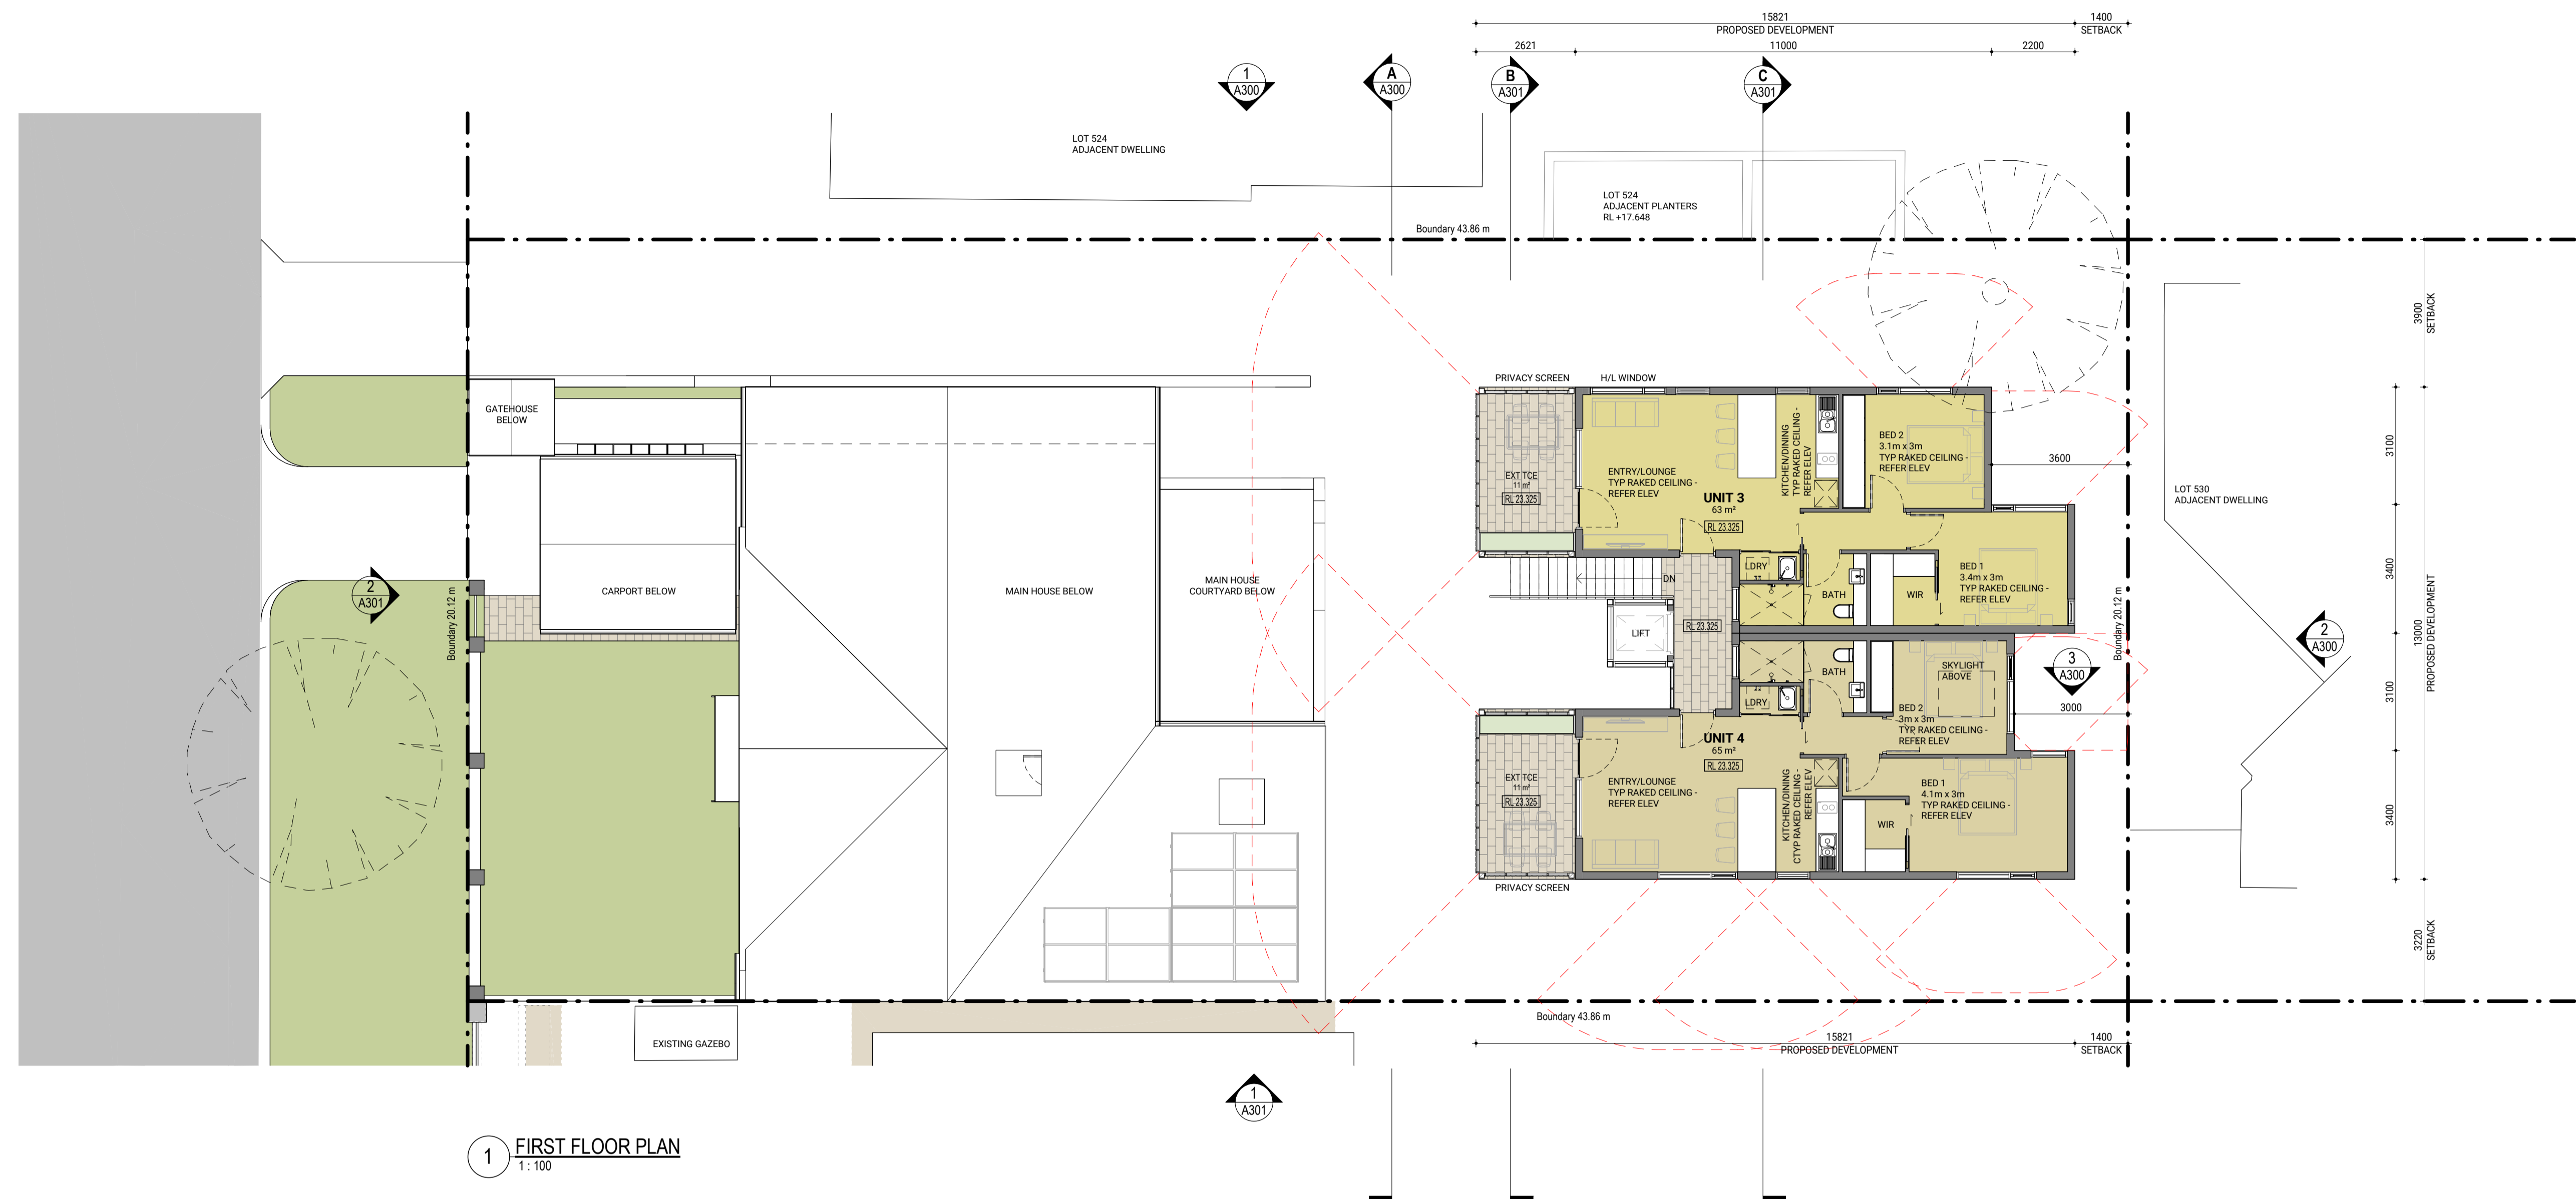 15821
PROPOSED DEVELOPMENT
1400
SETBACK
2621
11000
2200
1
A300
A
A300
B
A301
C
A301
LOT 524
ADJACENT DWELLING
LOT 524
ADJACENT PLANTERS
RL +17.648
Boundary 43.86 m
3900
SETBACK
PRIVACY SCREEN
H/L WINDOW
GATEHOUSE
BELOW
EXT TCE
11 m²
RL 23.325
ENTRY/LOUNGE
TYP RAKED CEILING -
REFER ELEV
UNIT 3
63 m²
RL 23.325
KITCHEN/DINING
TYP RAKED CEILING -
REFER ELEV
BED 2
3.1m x 3m
TYP RAKED CEILING -
REFER ELEV
3600
3100
LOT 530
ADJACENT DWELLING
2
A301
Boundary 20.12 m
CARPORT BELOW
MAIN HOUSE BELOW
MAIN HOUSE
COURTYARD BELOW
DN
LDRY
BATH
WIR
BED 1
3.4m x 3m
TYP RAKED CEILING -
REFER ELEV
3400
Boundary 20.12 m
13000
PROPOSED DEVELOPMENT
LIFT
RL 23.325
2
A300
BATH
SKYLIGHT
ABOVE
3
A300
LDRY
BED 2
3m x 3m
TYP RAKED CEILING -
REFER ELEV
3000
3100
UNIT 4
65 m²
RL 23.325
EXT TCE
11 m²
RL 23.325
ENTRY/LOUNGE
TYP RAKED CEILING -
REFER ELEV
KITCHEN/DINING
CTYP RAKED CEILING -
REFER ELEV
BED 1
4.1m x 3m
TYP RAKED CEILING -
REFER ELEV
WIR
3400
PRIVACY SCREEN
3220
SETBACK
Boundary 43.86 m
EXISTING GAZEBO
15821
PROPOSED DEVELOPMENT
1400
SETBACK
1
A301
1
FIRST FLOOR PLAN
1 : 100